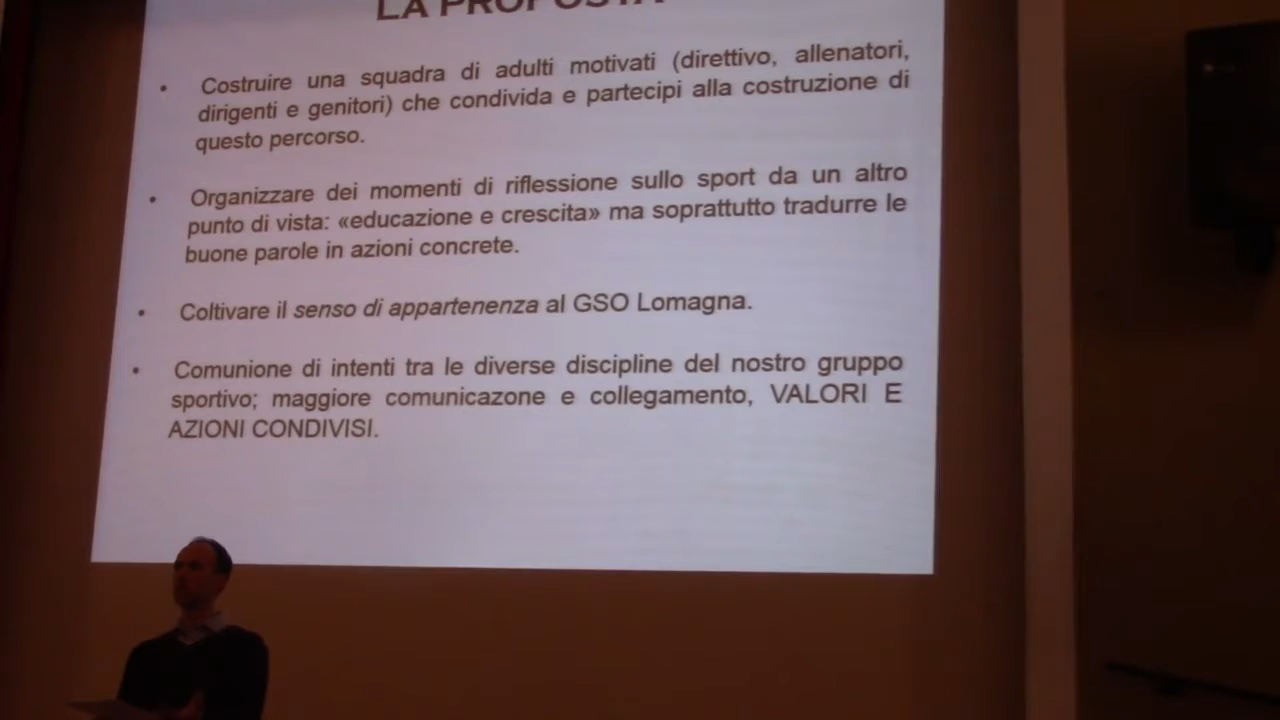 LA PROPOSTA
• Costruire una squadra di adulti motivati (direttivo, allenatori,
dirigenti e genitori) che condivida e partecipi alla costruzione di
questo percorso.
• Organizzare dei momenti di riflessione sullo sport da un altro
punto di vista: «educazione e crescita» ma soprattutto tradurre le
buone parole in azioni concrete.
• Coltivare il senso di appartenenza al GSO Lomagna.
• Comunione di intenti tra le diverse discipline del nostro gruppo
sportivo; maggiore comunicazone e collegamento, VALORI E
AZIONI CONDIVISI.